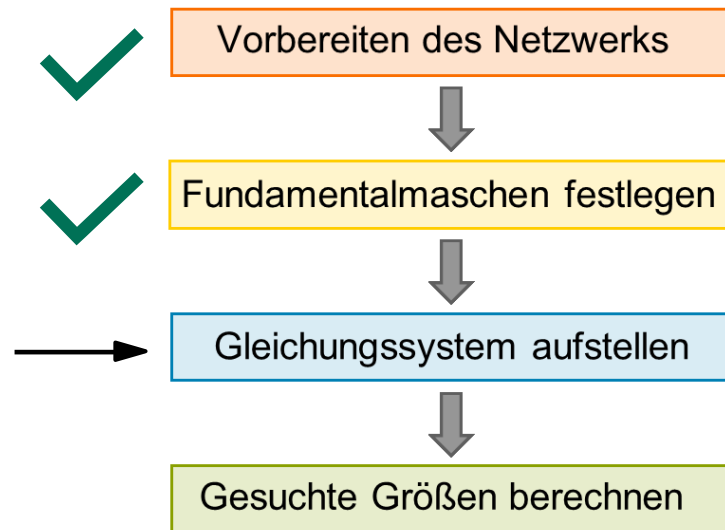 Vorbereiten des Netzwerks
Fundamentalmaschen festlegen
Gleichungssystem aufstellen
Gesuchte Größen berechnen